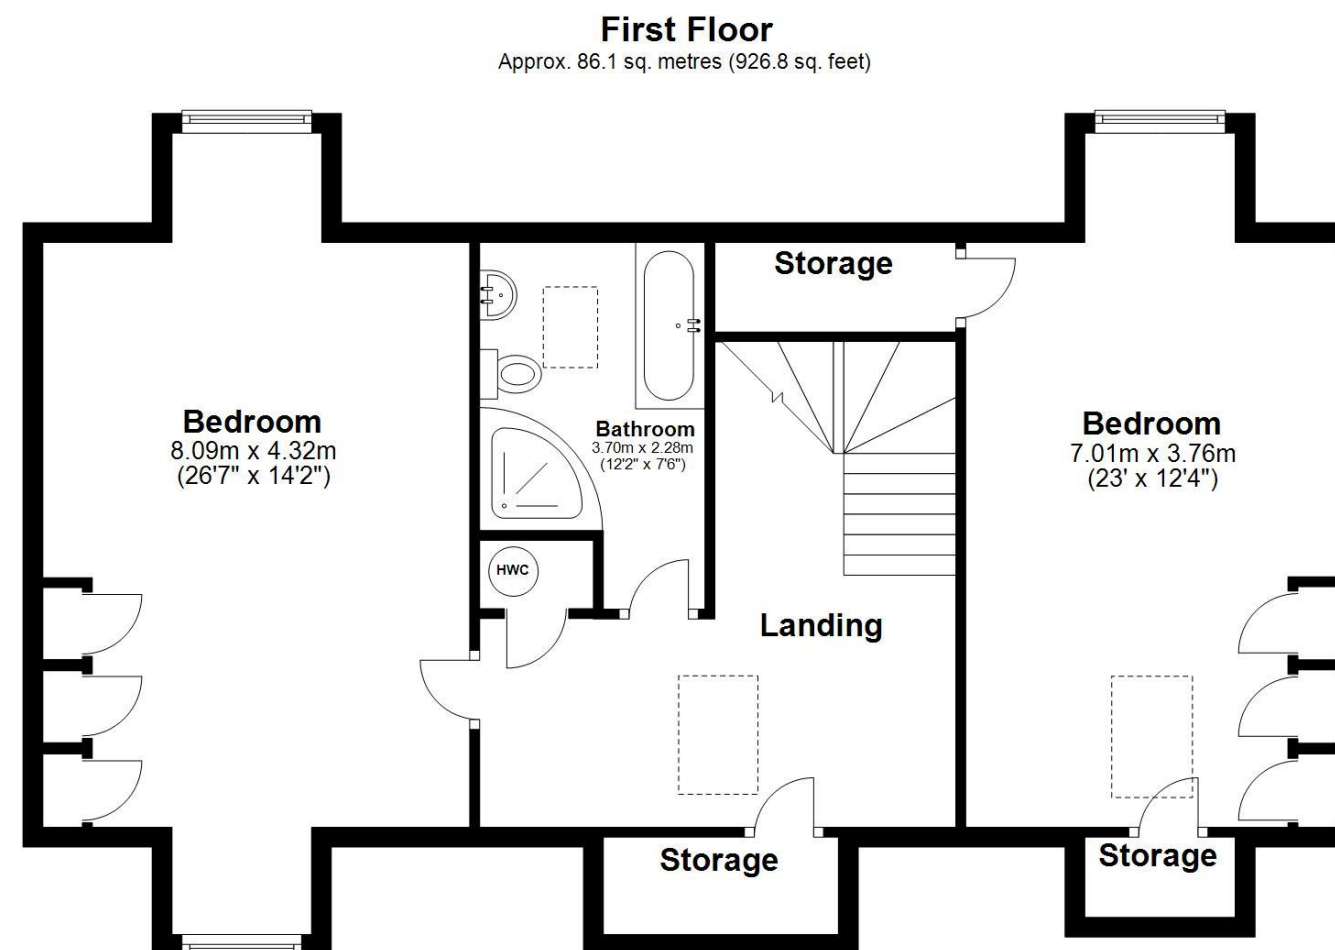 First Floor
Approx. 86.1 sq. metres (926.8 sq. feet)
Storage
Bedroom
8.09m x 4.32m
(26'7" x 14'2")
Bathroom
3.70m x 2.28m
(12'2" x 7'6")
Bedroom
7.01m x 3.76m
(23' x 12'4")
HWC
Landing
Storage
Storage